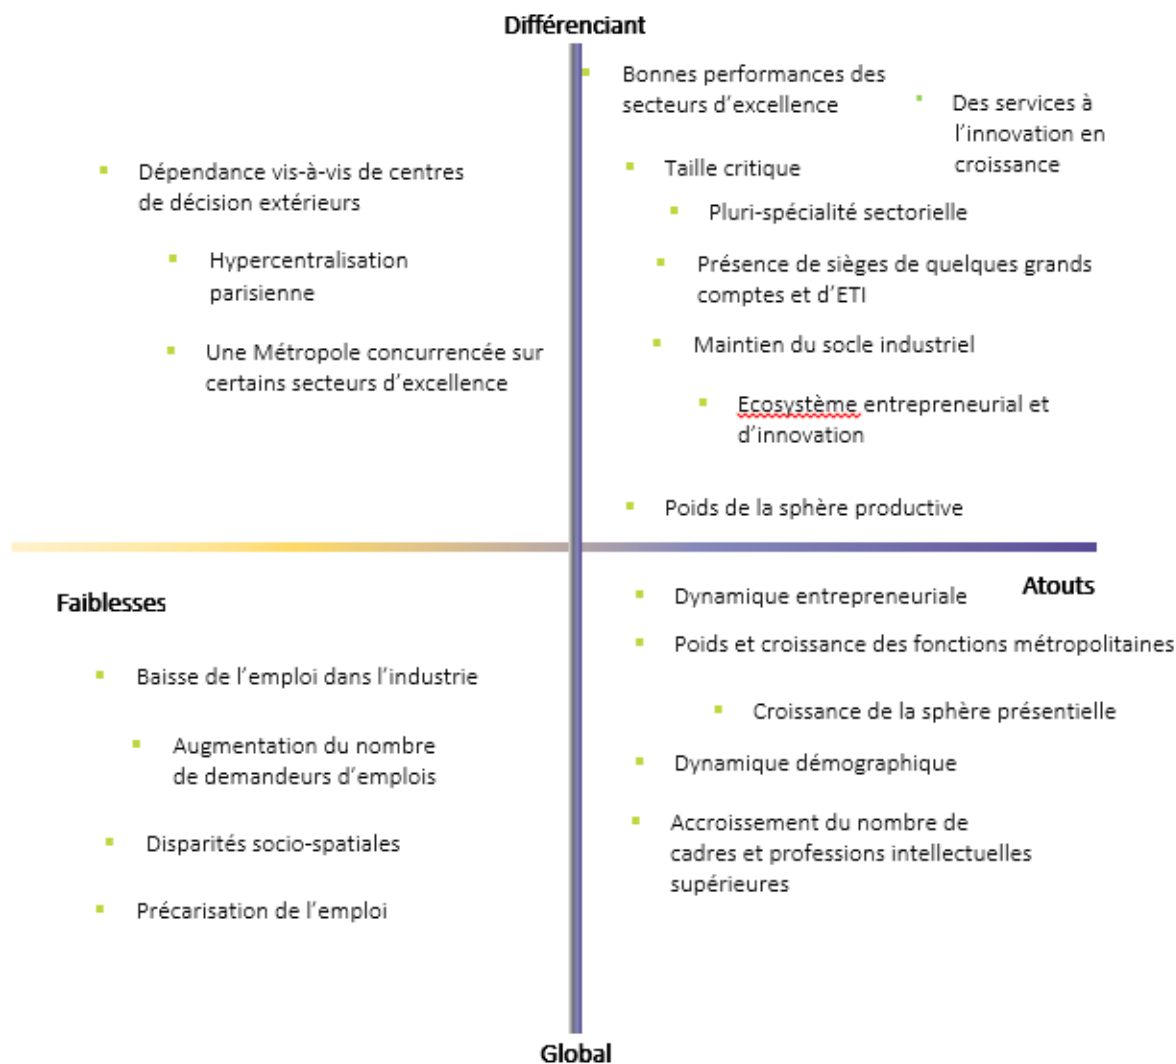 Différenciant
Bonnes performances des
secteurs d’excellence
Des services à
l’innovation en
croissance
Dépendance vis-à-vis de centres
de décision extérieurs
Hypercentralisation
parisienne
Une Métropole concurrencée sur
certains secteurs d’excellence
Taille critique
Pluri-spécialité sectorielle
Présence de sièges de quelques grands
comptes et d’ETI
Maintien du socle industriel
Ecosystème entrepreneurial et
d’innovation
Poids de la sphère productive
Faiblesses
Atouts
Baisse de l’emploi dans l’industrie
Augmentation du nombre
de demandeurs d’emplois
Disparités socio-spatiales
Précarisation de l’emploi
Dynamique entrepreneuriale
Poids et croissance des fonctions métropolitaines
Croissance de la sphère présentielle
Dynamique démographique
Accroissement du nombre de
cadres et professions intellectuelles
supérieures
Global